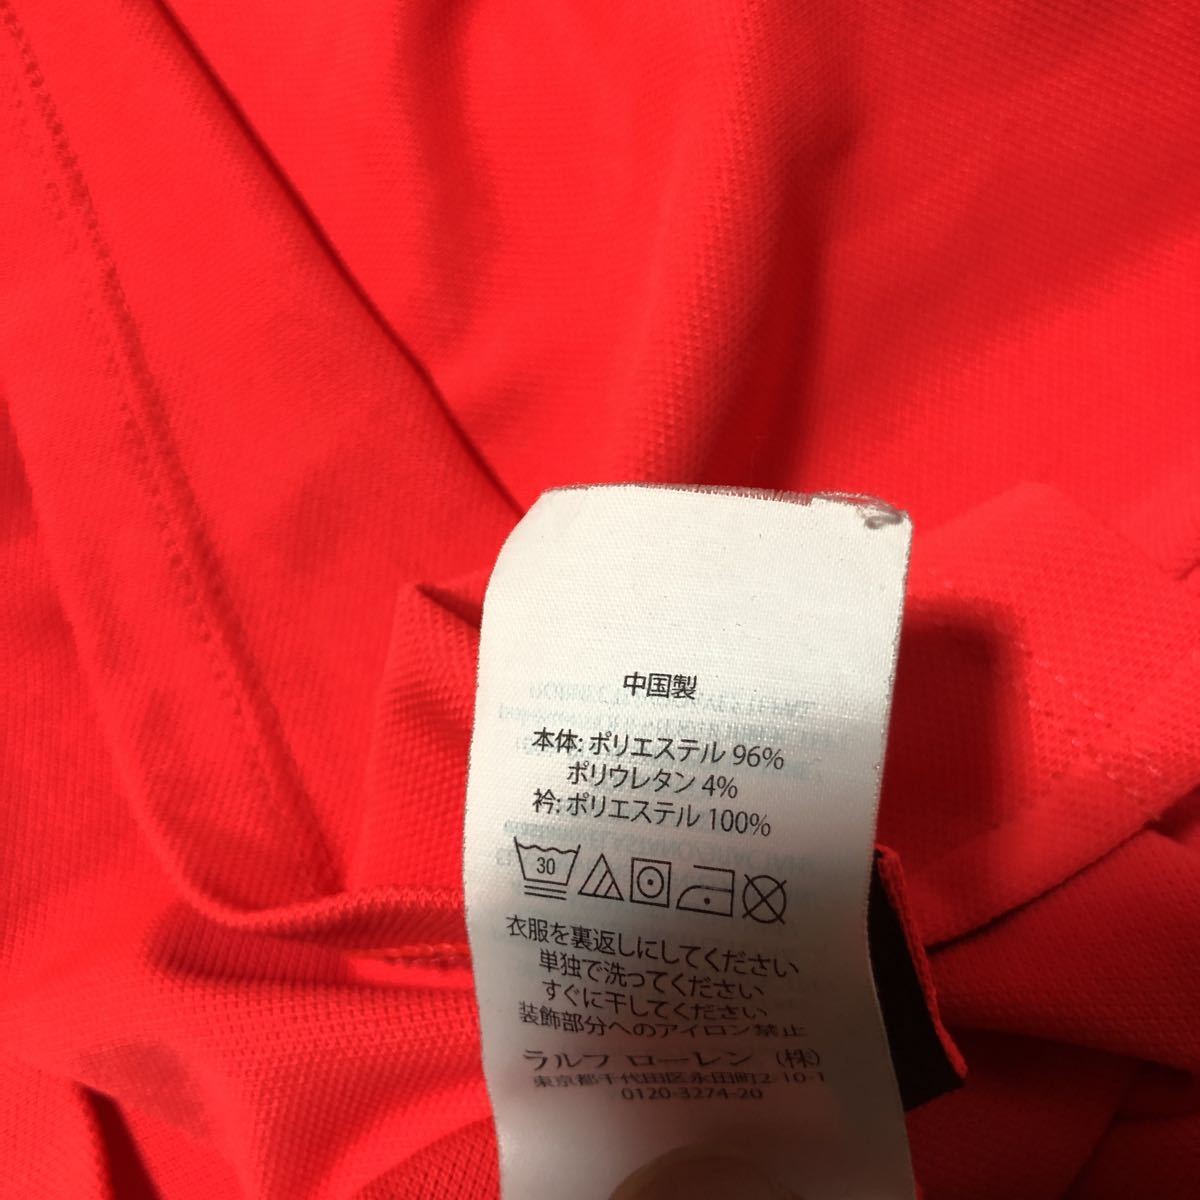 中国製
本体: ポリエステル 96%
ポリウレタン 4%
衿: ポリエステル 100%
30
衣服を裏返しにしてください
単独で洗ってください
すぐに干してください
装飾部分へのアイロン禁止
ラルフ ローレン (株)
東京都千代田区永田町2-10-1
0120-3274-20